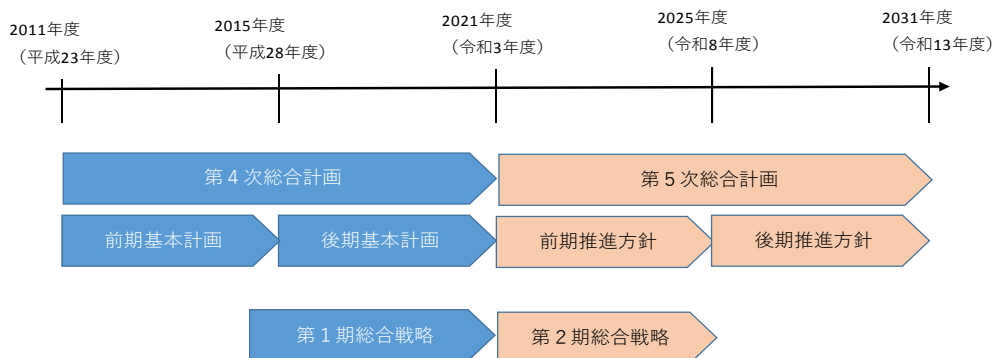 2011年度
（平成23年度）
2015年度
（平成28年度）
2021年度
（令和3年度）
2025年度
（令和8年度）
2031年度
（令和13年度）
第４次総合計画
第５次総合計画
前期基本計画
後期基本計画
前期推進方針
後期推進方針
第１期総合戦略
第２期総合戦略